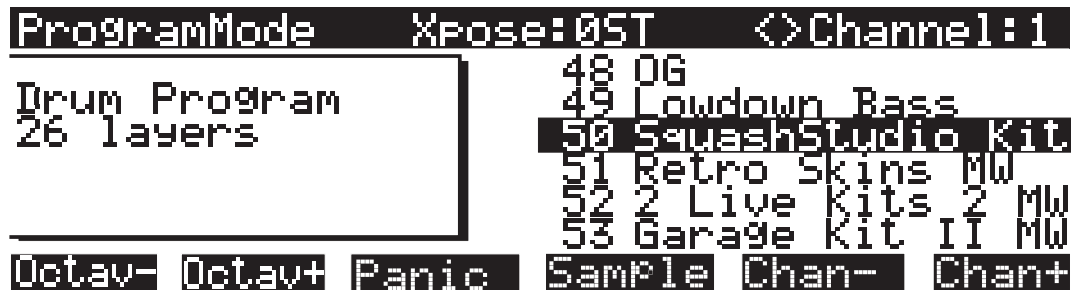 ProgramMode Xpose:0ST <>Channel:1
Drum Program
26 layers
48 OG
49 Lowdown Bass
50 SquashStudio Kit
51 Retro Skins MW
52 2 Live Kits 2 MW
53 Garage Kit II MW
Octav- Octav+ Panic Sample Chan- Chan+